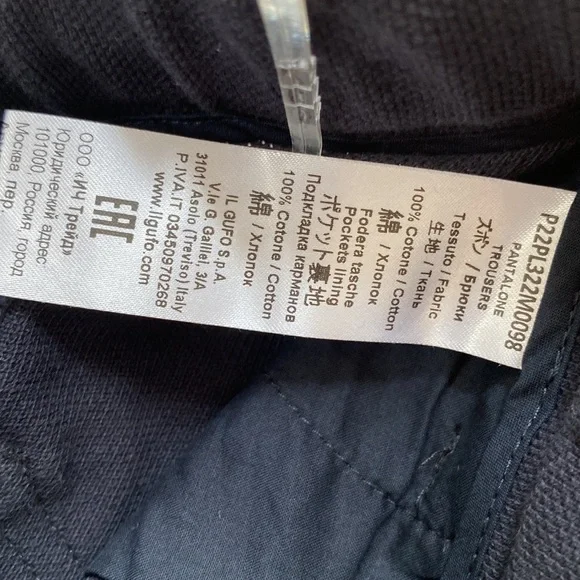 P22PL322N0098
PANTALONE
TROUSERS
ズボン / Брюки
Tessuto / Fabric
生地 / Ткань
100% Cotone / Cotton
綿 / Хлопок
Fodera tasche
Pockets lining
ポケット裏地
Подкладка карманов
100% Cotone / Cotton
綿 / Хлопок
IL GUFO S.p.A.
V.le G. Galilei, 3/A
31011 Asolo (Treviso) Italy
P.IVA.IT 03450970268
www.ilgufo.com
EAC
ООО «ИЧ Трейд»
Юридический адрес
101000, Россия, город
Москва, пер.